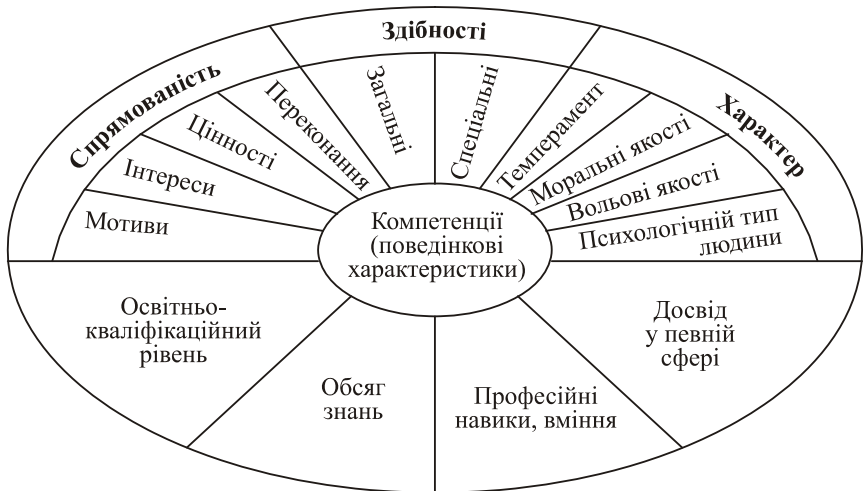 Здібності
Спрямованість
Характер
Мотиви
Інтереси
Цінності
Переконання
Загальні
Спеціальні
Темперамент
Моральні якості
Вольові якості
Психологічній тип
людини
Компетенції
(поведінкові
характеристики)
Освітньо-
кваліфікаційний
рівень
Обсяг
знань
Професійні
навики, вміння
Досвід
у певній
сфері